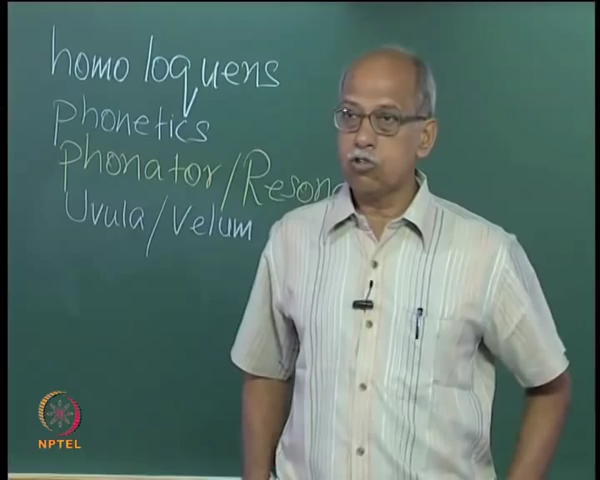 homo loquens
phonetics
phonator/Reson
Uvula/Velum
NPTEL